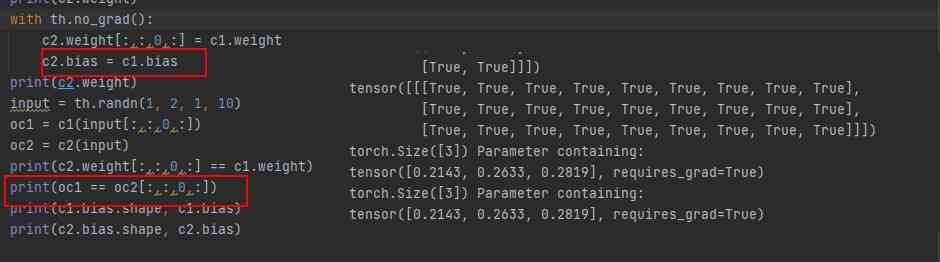 print(c2.weight)
with th.no_grad():
c2.weight[:,:,0,:] = c1.weight
c2.bias = c1.bias
print(c2.weight)
input = th.randn(1, 2, 1, 10)
oc1 = c1(input[:,:,0,:])
oc2 = c2(input)
print(c2.weight[:,:,0,:] == c1.weight)
print(oc1 == oc2[:,:,0,:])
print(c1.bias.shape, c1.bias)
print(c2.bias.shape, c2.bias)
[True, True]]])
tensor([[[True, True, True, True, True, True, True, True, True],
[True, True, True, True, True, True, True, True, True],
[True, True, True, True, True, True, True, True, True]]])
torch.Size([3]) Parameter containing:
tensor([0.2143, 0.2633, 0.2819], requires_grad=True)
torch.Size([3]) Parameter containing:
tensor([0.2143, 0.2633, 0.2819], requires_grad=True)